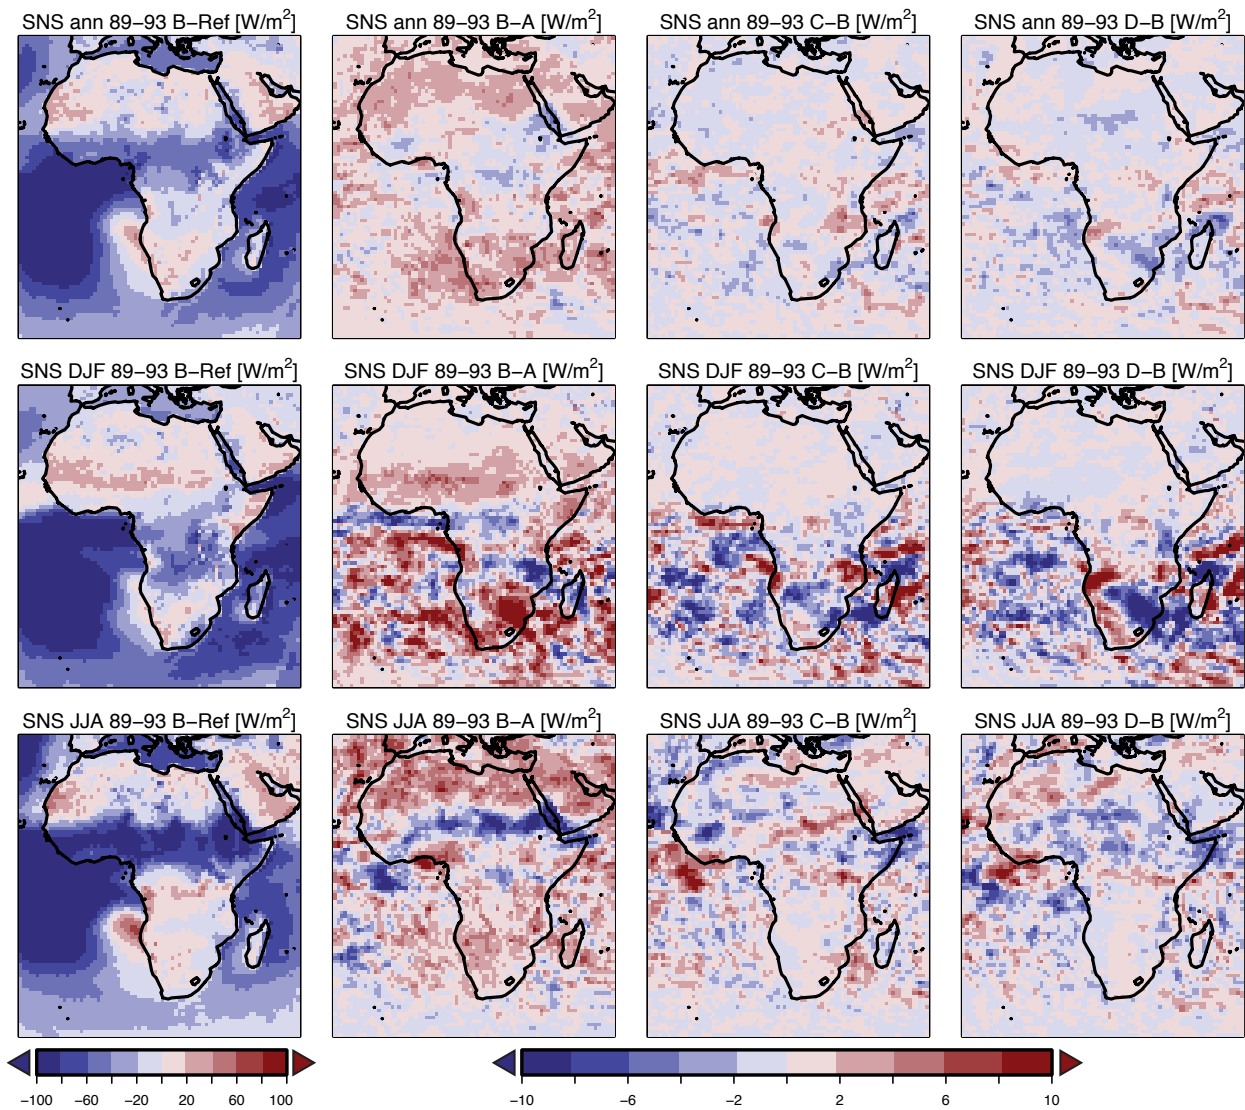 SNS ann 89−93 B−Ref [W/m²]
SNS ann 89−93 B−A [W/m²]
SNS ann 89−93 C−B [W/m²]
SNS ann 89−93 D−B [W/m²]
SNS DJF 89−93 B−Ref [W/m²]
SNS DJF 89−93 B−A [W/m²]
SNS DJF 89−93 C−B [W/m²]
SNS DJF 89−93 D−B [W/m²]
SNS JJA 89−93 B−Ref [W/m²]
SNS JJA 89−93 B−A [W/m²]
SNS JJA 89−93 C−B [W/m²]
SNS JJA 89−93 D−B [W/m²]
−100 −60 −20 20 60 100
−10 −6 −2 2 6 10